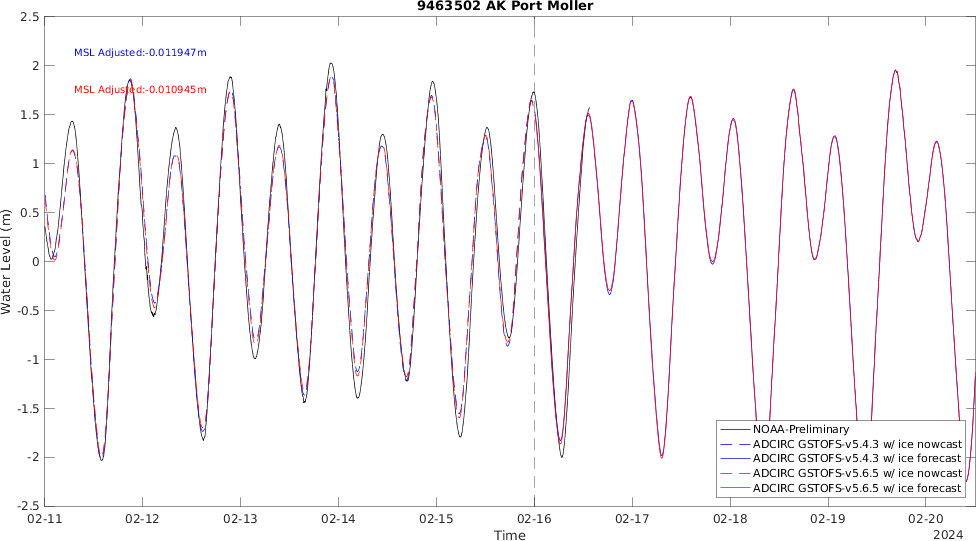 9463502 AK Port Moller
MSL Adjusted:-0.011947m
MSL Adjusted:-0.010945m
2.5
2
1.5
1
0.5
0
-0.5
-1
-1.5
-2
-2.5
Water Level (m)
NOAA-Preliminary
ADCIRC GSTOFS-v5.4.3 w/ ice nowcast
ADCIRC GSTOFS-v5.4.3 w/ ice forecast
ADCIRC GSTOFS-v5.6.5 w/ ice nowcast
ADCIRC GSTOFS-v5.6.5 w/ ice forecast
02-11 02-12 02-13 02-14 02-15 02-16 02-17 02-18 02-19 02-20
Time
2024